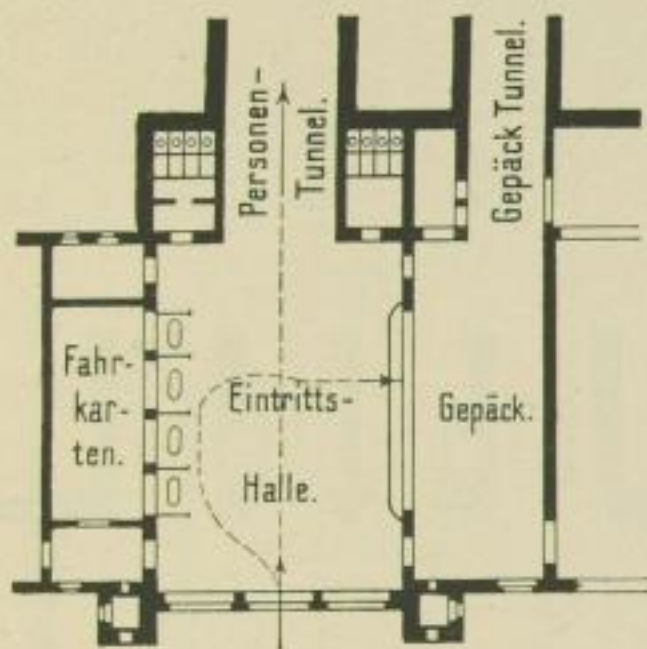 Personen-
Tunnel.
Gepäck Tunnel.
Fahr-
kar-
ten.
Eintritts-
Halle.
Gepäck.